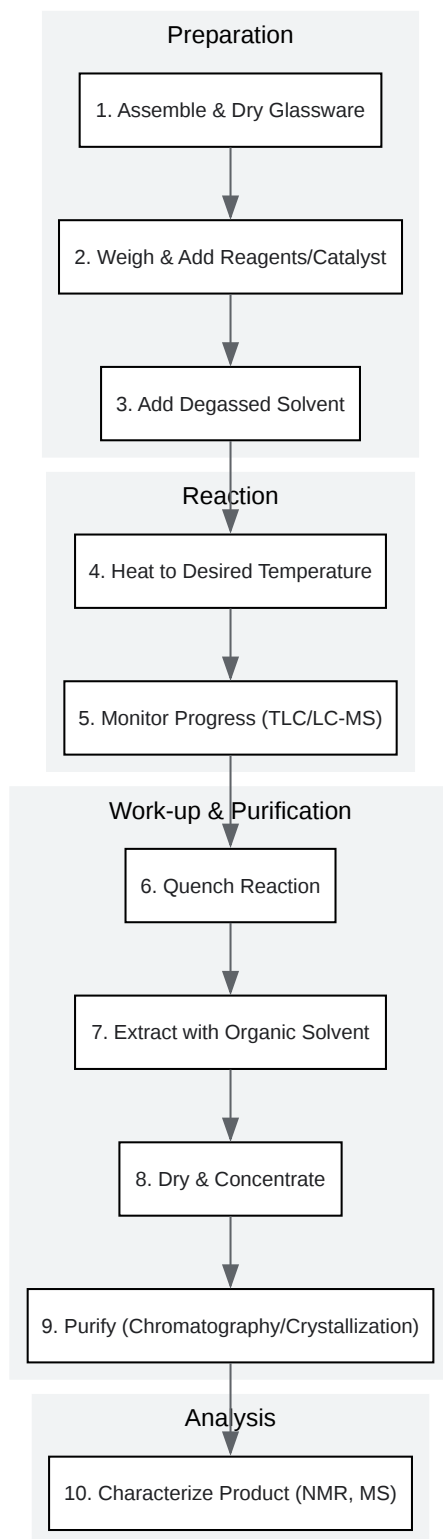 Preparation
1. Assemble & Dry Glassware
2. Weigh & Add Reagents/Catalyst
3. Add Degassed Solvent
Reaction
4. Heat to Desired Temperature
5. Monitor Progress (TLC/LC-MS)
Work-up & Purification
6. Quench Reaction
7. Extract with Organic Solvent
8. Dry & Concentrate
9. Purify (Chromatography/Crystallization)
Analysis
10. Characterize Product (NMR, MS)